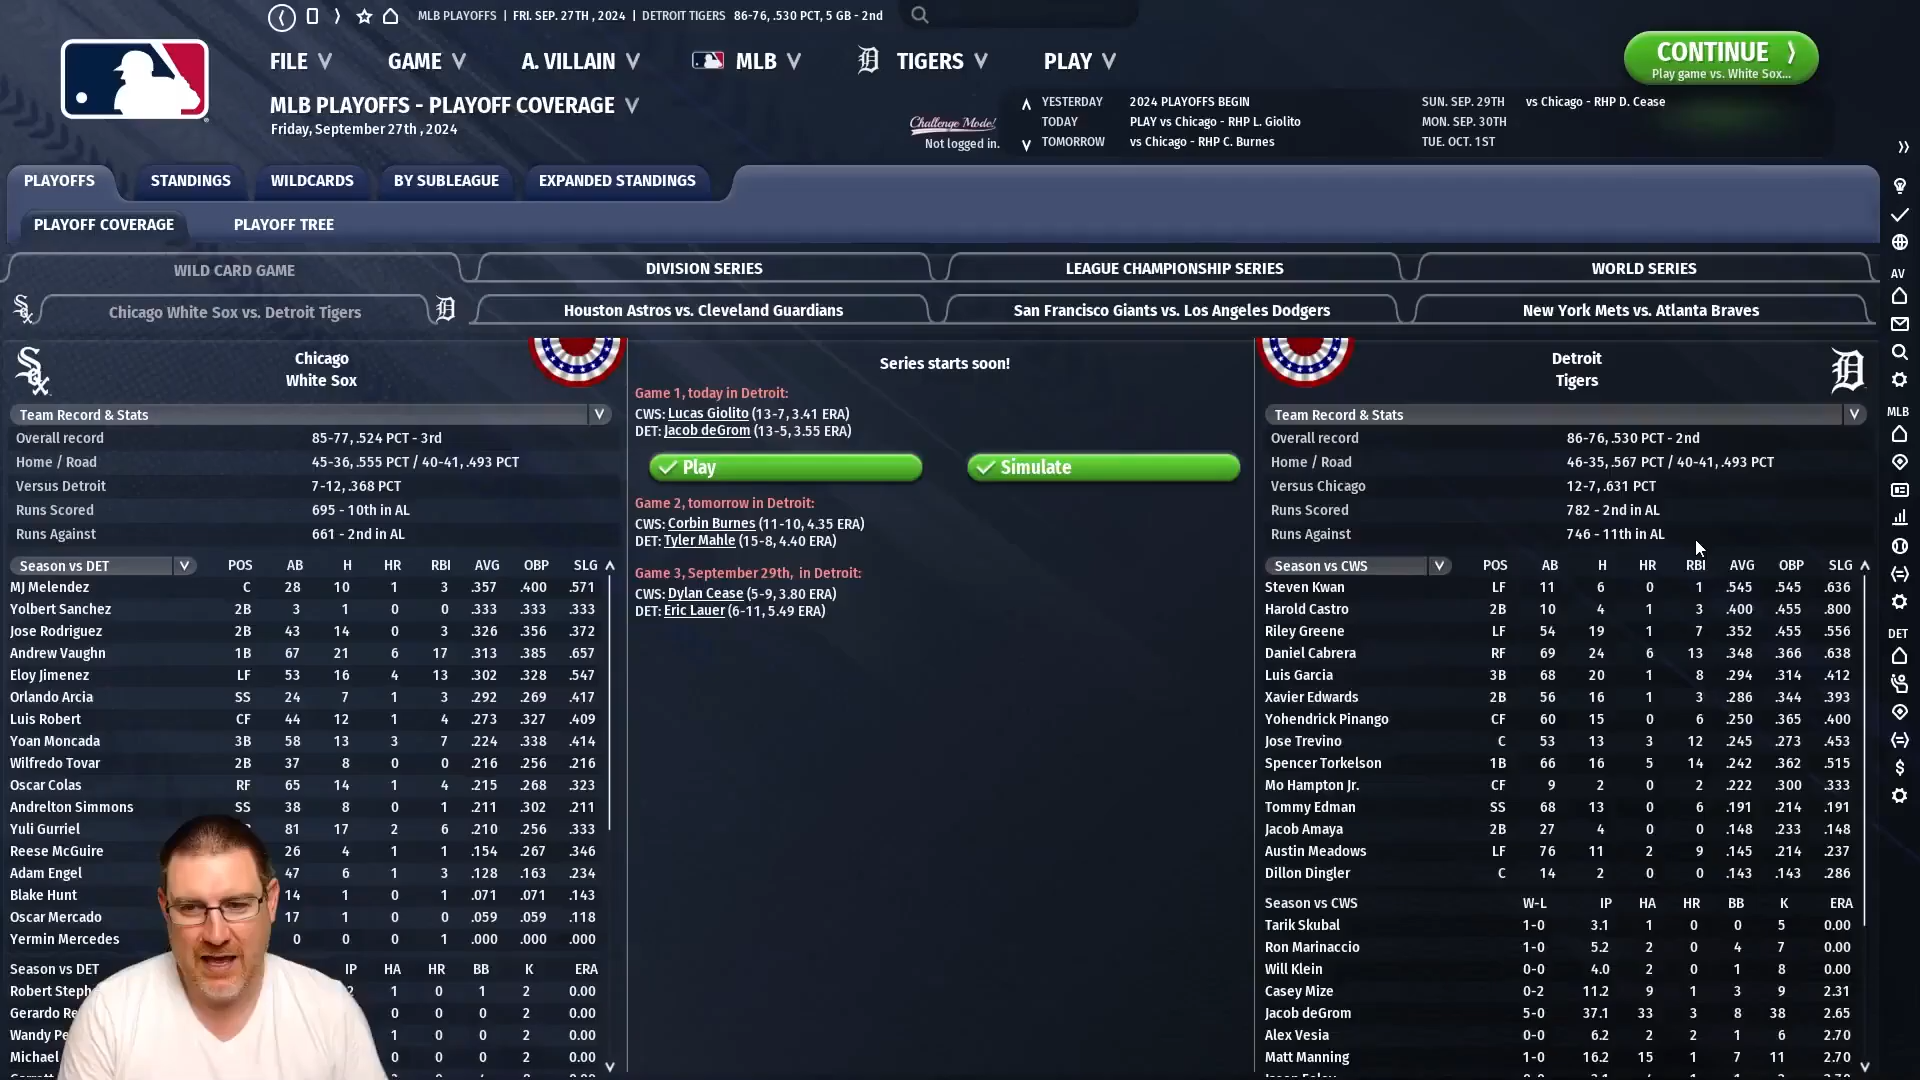 MLB PLAYOFFS | FRI. SEP. 27TH , 2024 | DETROIT TIGERS 86-76, .530 PCT, 5 GB - 2nd
FILE GAME A. VILLAIN MLB TIGERS PLAY
CONTINUE
Play game vs. White Sox...
MLB PLAYOFFS - PLAYOFF COVERAGE
Friday, September 27th , 2024
Challenge Mode!
Not logged in.
YESTERDAY 2024 PLAYOFFS BEGIN SUN. SEP. 29TH vs Chicago - RHP D. Cease
TODAY PLAY vs Chicago - RHP L. Giolito MON. SEP. 30TH
TOMORROW vs Chicago - RHP C. Burnes TUE. OCT. 1ST
PLAYOFFS STANDINGS WILDCARDS BY SUBLEAGUE EXPANDED STANDINGS
PLAYOFF COVERAGE PLAYOFF TREE
WILD CARD GAME DIVISION SERIES LEAGUE CHAMPIONSHIP SERIES WORLD SERIES
Chicago White Sox vs. Detroit Tigers Houston Astros vs. Cleveland Guardians San Francisco Giants vs. Los Angeles Dodgers New York Mets vs. Atlanta Braves
Chicago
White Sox
Team Record & Stats
Overall record 85-77, .524 PCT - 3rd
Home / Road 45-36, .555 PCT / 40-41, .493 PCT
Versus Detroit 7-12, .368 PCT
Runs Scored 695 - 10th in AL
Runs Against 661 - 2nd in AL
Season vs DET POS AB H HR RBI AVG OBP SLG
MJ Melendez C 28 10 1 3 .357 .400 .571
Yolbert Sanchez 2B 3 1 0 0 .333 .333 .333
Jose Rodriguez 2B 43 14 0 3 .326 .356 .372
Andrew Vaughn 1B 67 21 6 17 .313 .385 .657
Eloy Jimenez LF 53 16 4 13 .302 .328 .547
Orlando Arcia SS 24 7 1 3 .292 .269 .417
Luis Robert CF 44 12 1 4 .273 .327 .409
Yoan Moncada 3B 58 13 3 7 .224 .338 .414
Wilfredo Tovar 2B 37 8 0 0 .216 .256 .216
Oscar Colas RF 65 14 1 4 .215 .268 .323
Andrelton Simmons SS 38 8 0 1 .211 .302 .211
Yuli Gurriel 81 17 2 6 .210 .256 .333
Reese McGuire 26 4 1 1 .154 .267 .346
Adam Engel 47 6 1 3 .128 .163 .234
Blake Hunt 14 1 0 1 .071 .071 .143
Oscar Mercado 17 1 0 0 .059 .059 .118
Yermin Mercedes 0 0 0 1 .000 .000 .000
Season vs DET IP HA HR BB K ERA
Robert Steph 2 1 0 1 2 0.00
Gerardo Re 0 0 0 2 0.00
Wandy Pe 1 0 0 2 0.00
Michael 0 0 0 2 0.00
Series starts soon!
Game 1, today in Detroit:
CWS: Lucas Giolito (13-7, 3.41 ERA)
DET: Jacob deGrom (13-5, 3.55 ERA)
Play Simulate
Game 2, tomorrow in Detroit:
CWS: Corbin Burnes (11-10, 4.35 ERA)
DET: Tyler Mahle (15-8, 4.40 ERA)
Game 3, September 29th, in Detroit:
CWS: Dylan Cease (5-9, 3.80 ERA)
DET: Eric Lauer (6-11, 5.49 ERA)
Detroit
Tigers
Team Record & Stats
Overall record 86-76, .530 PCT - 2nd
Home / Road 46-35, .567 PCT / 40-41, .493 PCT
Versus Chicago 12-7, .631 PCT
Runs Scored 782 - 2nd in AL
Runs Against 746 - 11th in AL
Season vs CWS POS AB H HR RBI AVG OBP SLG
Steven Kwan LF 11 6 0 1 .545 .545 .636
Harold Castro 2B 10 4 1 3 .400 .455 .800
Riley Greene LF 54 19 1 7 .352 .455 .556
Daniel Cabrera RF 69 24 6 13 .348 .366 .638
Luis Garcia 3B 68 20 1 8 .294 .314 .412
Xavier Edwards 2B 56 16 1 3 .286 .344 .393
Yohendrick Pinango CF 60 15 0 6 .250 .365 .400
Jose Trevino C 53 13 3 12 .245 .273 .453
Spencer Torkelson 1B 66 16 5 14 .242 .362 .515
Mo Hampton Jr. CF 9 2 0 2 .222 .300 .333
Tommy Edman SS 68 13 0 6 .191 .214 .191
Jacob Amaya 2B 27 4 0 0 .148 .233 .148
Austin Meadows LF 76 11 2 9 .145 .214 .237
Dillon Dingler C 14 2 0 0 .143 .143 .286
Season vs CWS W-L IP HA HR BB K ERA
Tarik Skubal 1-0 3.1 1 0 0 5 0.00
Ron Marinaccio 1-0 5.2 2 0 4 7 0.00
Will Klein 0-0 4.0 2 0 1 8 0.00
Casey Mize 0-2 11.2 9 1 3 9 2.31
Jacob deGrom 5-0 37.1 33 3 8 38 2.65
Alex Vesia 0-0 6.2 2 2 1 6 2.70
Matt Manning 1-0 16.2 15 1 7 11 2.70
AV
MLB
DET